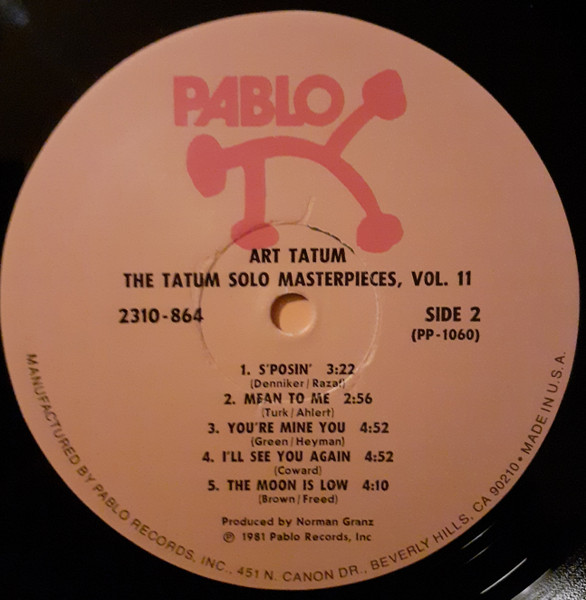 PABLO
ART TATUM
THE TATUM SOLO MASTERPIECES, VOL. 11
2310-864 SIDE 2
(PP-1060)
1. S'POSIN' 3:22
(Denniker/Razaf)
2. MEAN TO ME 2:56
(Turk/Ahlert)
3. YOU'RE MINE YOU 4:52
(Green/Heyman)
4. I'LL SEE YOU AGAIN 4:52
(Coward)
5. THE MOON IS LOW 4:10
(Brown/Freed)
Produced by Norman Granz
℗ 1981 Pablo Records, Inc
MANUFACTURED BY PABLO RECORDS, INC., 451 N. CANON DR., BEVERLY HILLS, CA 90210 • MADE IN U.S.A.